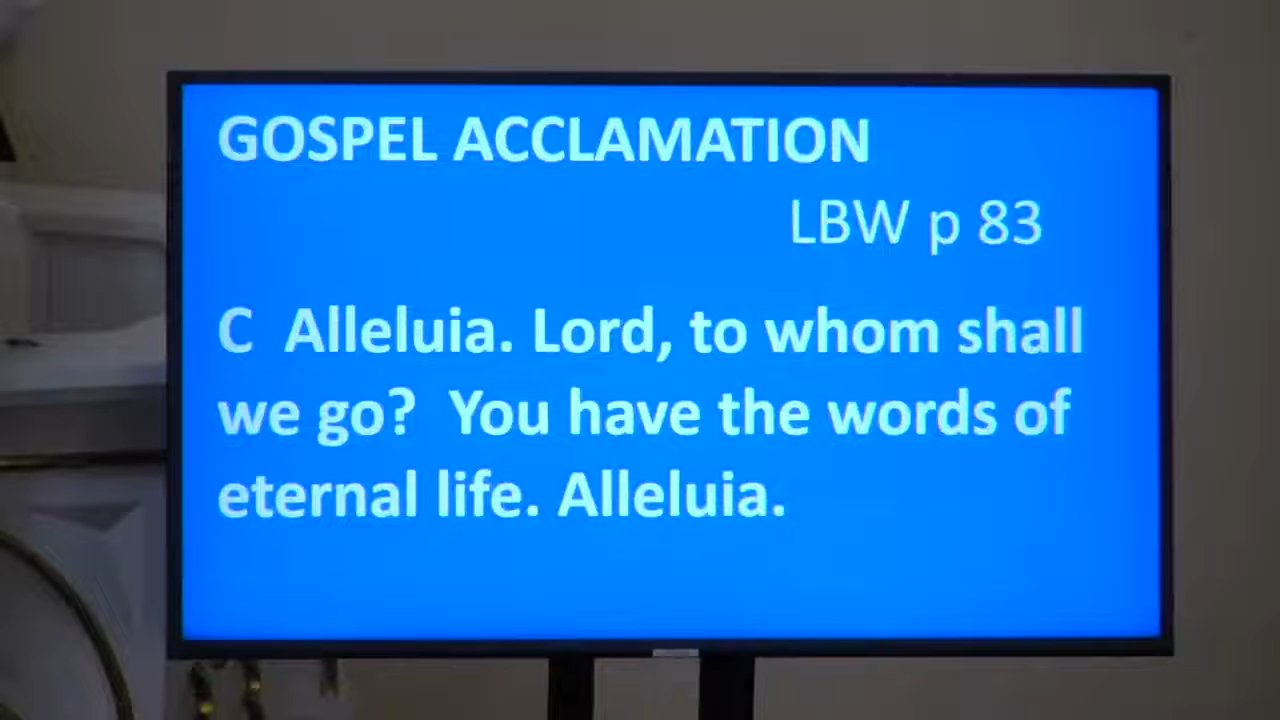 GOSPEL ACCLAMATION
LBW p 83
C Alleluia. Lord, to whom shall
we go? You have the words of
eternal life. Alleluia.